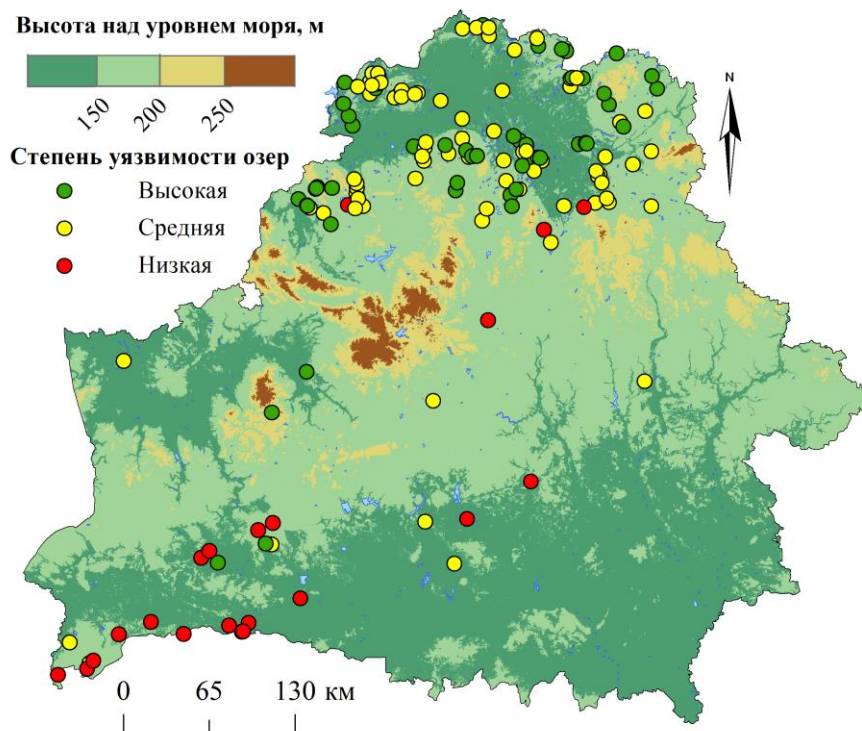 Высота над уровнем моря, м
150
200
250
Степень уязвимости озер
Высокая
Средняя
Низкая
N
0 65 130 км